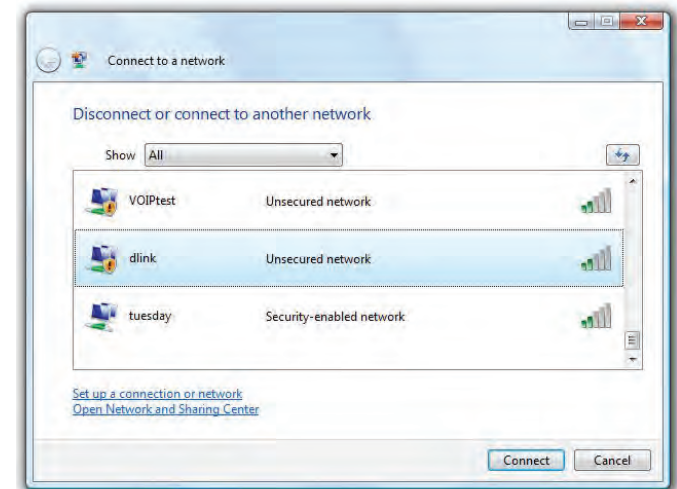 Connect to a network
Disconnect or connect to another network
Show All
VOIPtest Unsecured network
dlink Unsecured network
tuesday Security-enabled network
Set up a connection or network
Open Network and Sharing Center
Connect Cancel